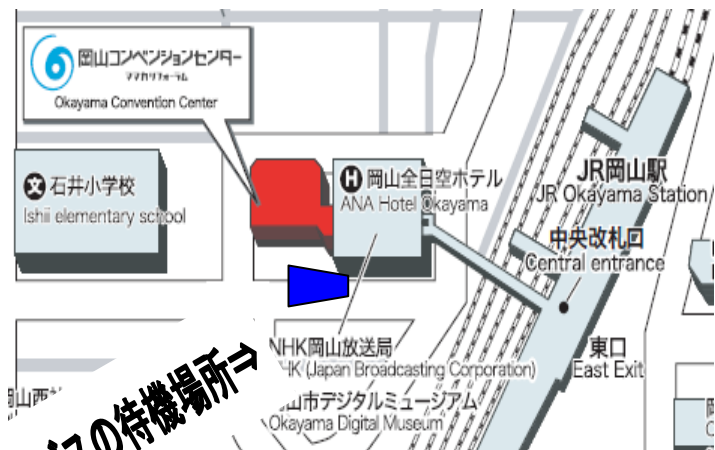 岡山コンベンションセンター
ママカリフォーラム
Okayama Convention Center
石井小学校
Ishii elementary school
岡山全日空ホテル
ANA Hotel Okayama
JR岡山駅
JR Okayama Station
中央改札口
Central entrance
NHK岡山放送局
(Japan Broadcasting Corporation)
東口
East Exit
山市デジタルミュージアム
Okayama Digital Museum
の待機場所⇒